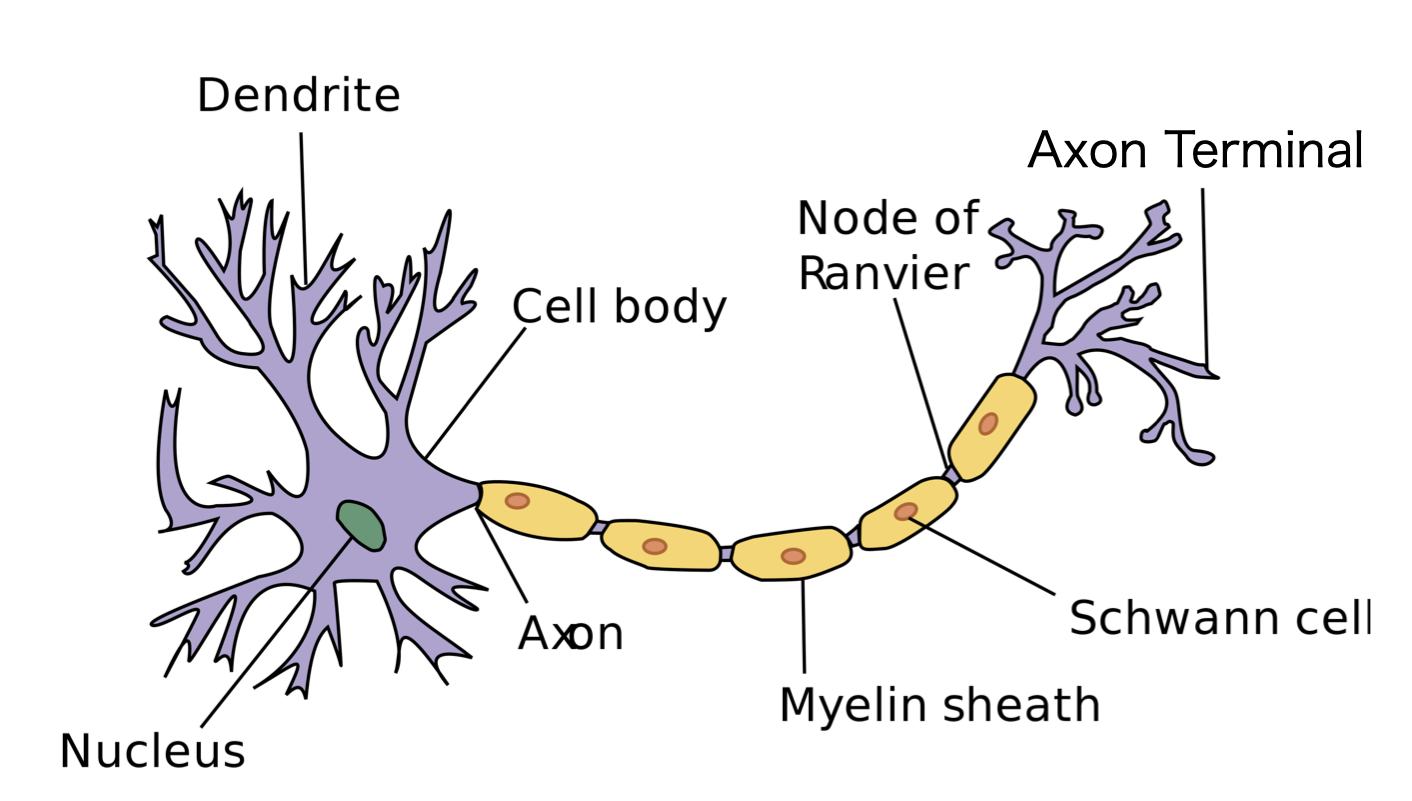 Dendrite
Axon Terminal
Node of
Ranvier
Cell body
Axon
Schwann cell
Myelin sheath
Nucleus